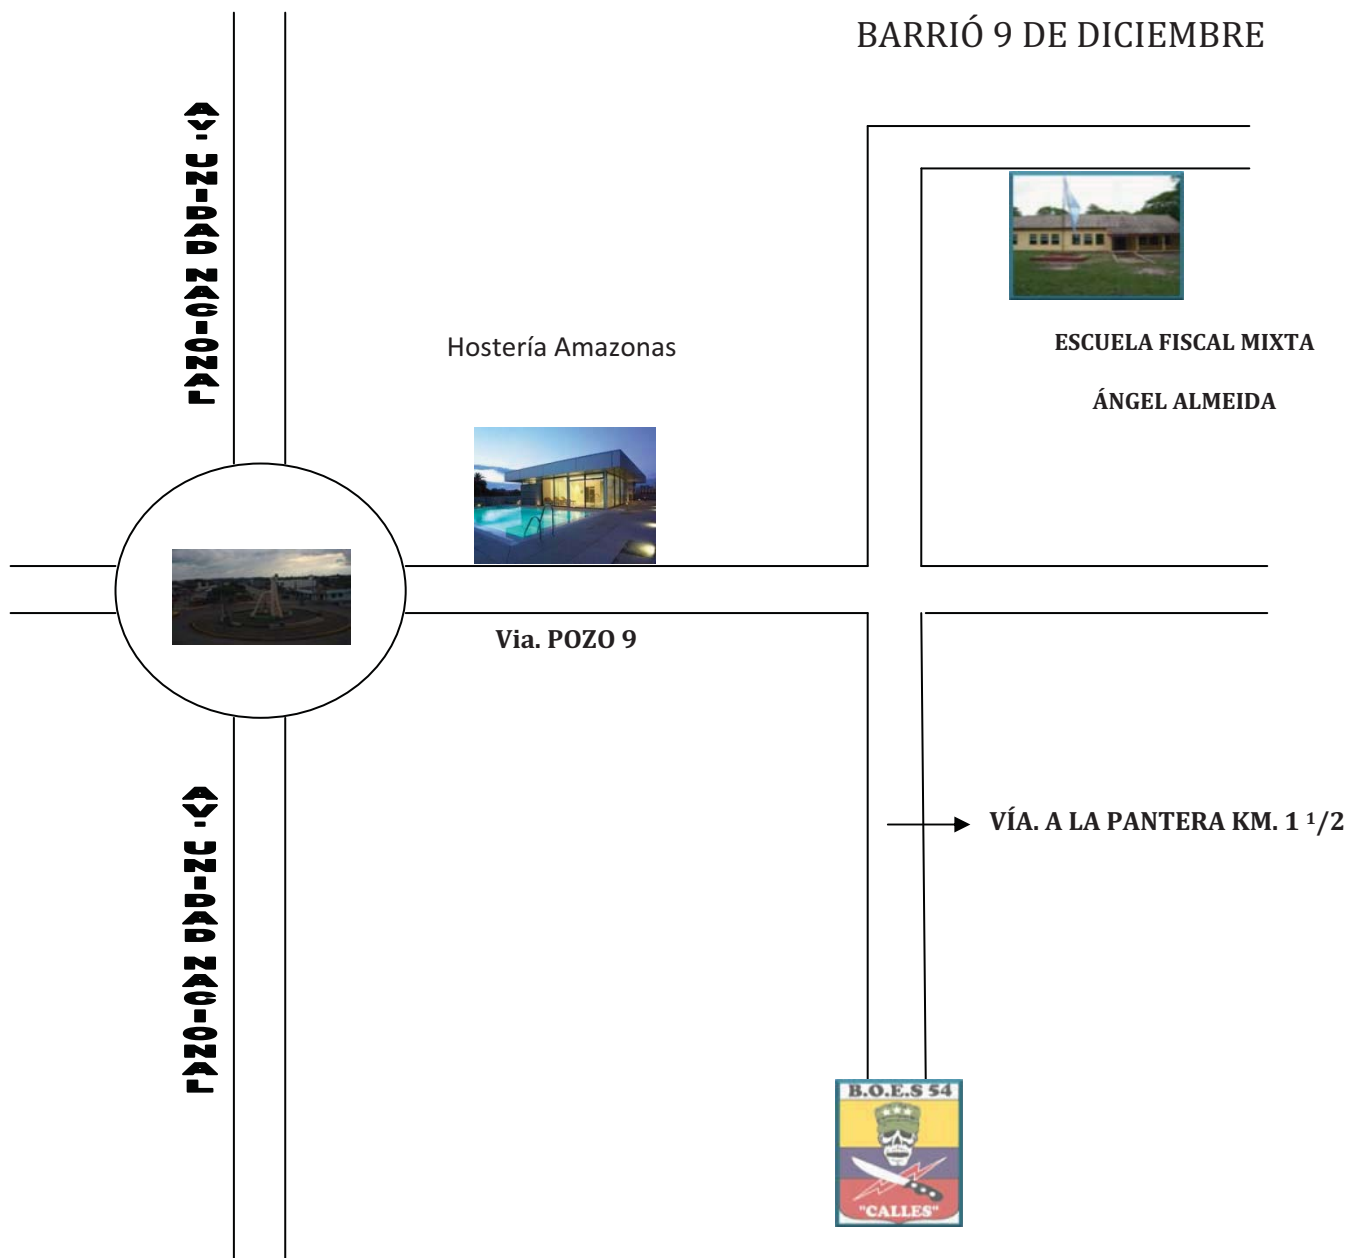 BARRIÓ 9 DE DICIEMBRE
AV. UNIDAD NACIONAL
Hostería Amazonas
ESCUELA FISCAL MIXTA
ÁNGEL ALMEIDA
Via. POZO 9
AV. UNIDAD NACIONAL
VÍA. A LA PANTERA KM. 1 ¹/2
B.O.E.S 54
"CALLES"